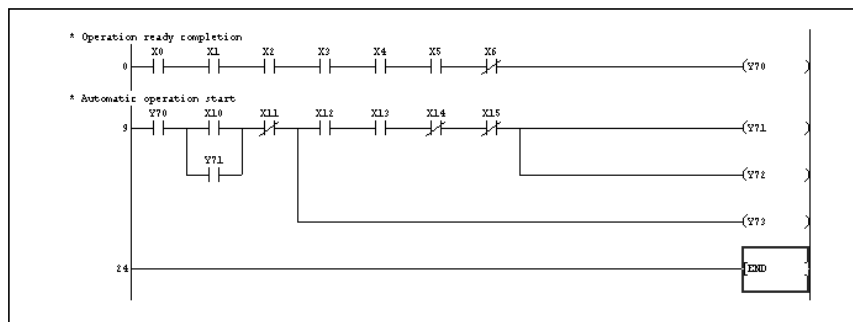 * Operation ready completion
X0 X1 X2 X3 X4 X5 X6
0 (Y70 )
* Automatic operation start
Y70 X10 X11 X12 X13 X14 X15
9 (Y71 )
Y71
(Y72 )
(Y73 )
24 [END ]